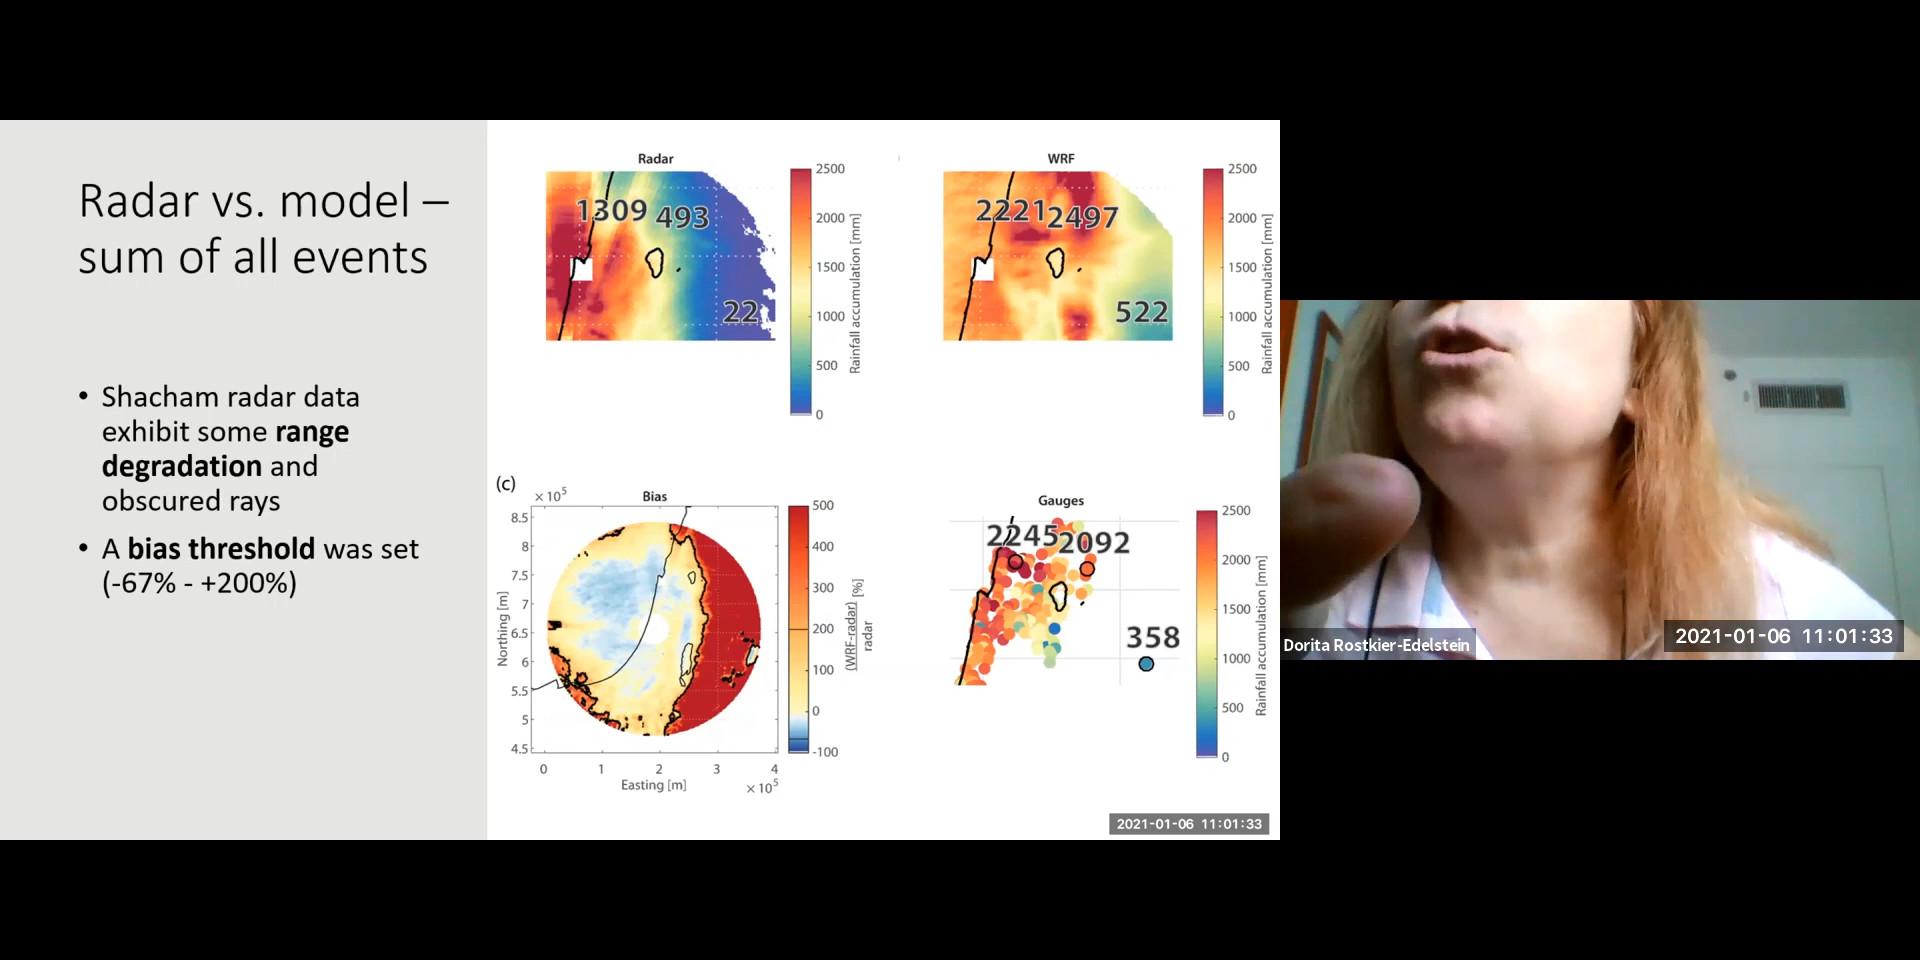 Radar vs. model –
sum of all events
• Shacham radar data
exhibit some range
degradation and
obscured rays
• A bias threshold was set
(-67% - +200%)
Radar
1309 493
22
2500
2000
1500
1000
500
0
Rainfall accumulation [mm]
WRF
2221 2497
522
2500
2000
1500
1000
500
0
Rainfall accumulation [mm]
(c)
× 10⁵
Bias
8.5
8
7.5
7
6.5
6
5.5
5
4.5
Northing [m]
0 1 2 3 4
Easting [m]
× 10⁵
500
400
300
200
100
0
-100
(WRF-radar) [%]
radar
Gauges
2245 2092
358
2500
2000
1500
1000
500
0
Rainfall accumulation [mm]
2021-01-06 11:01:33
Dorita Rostkier-Edelstein
2021-01-06 11:01:33